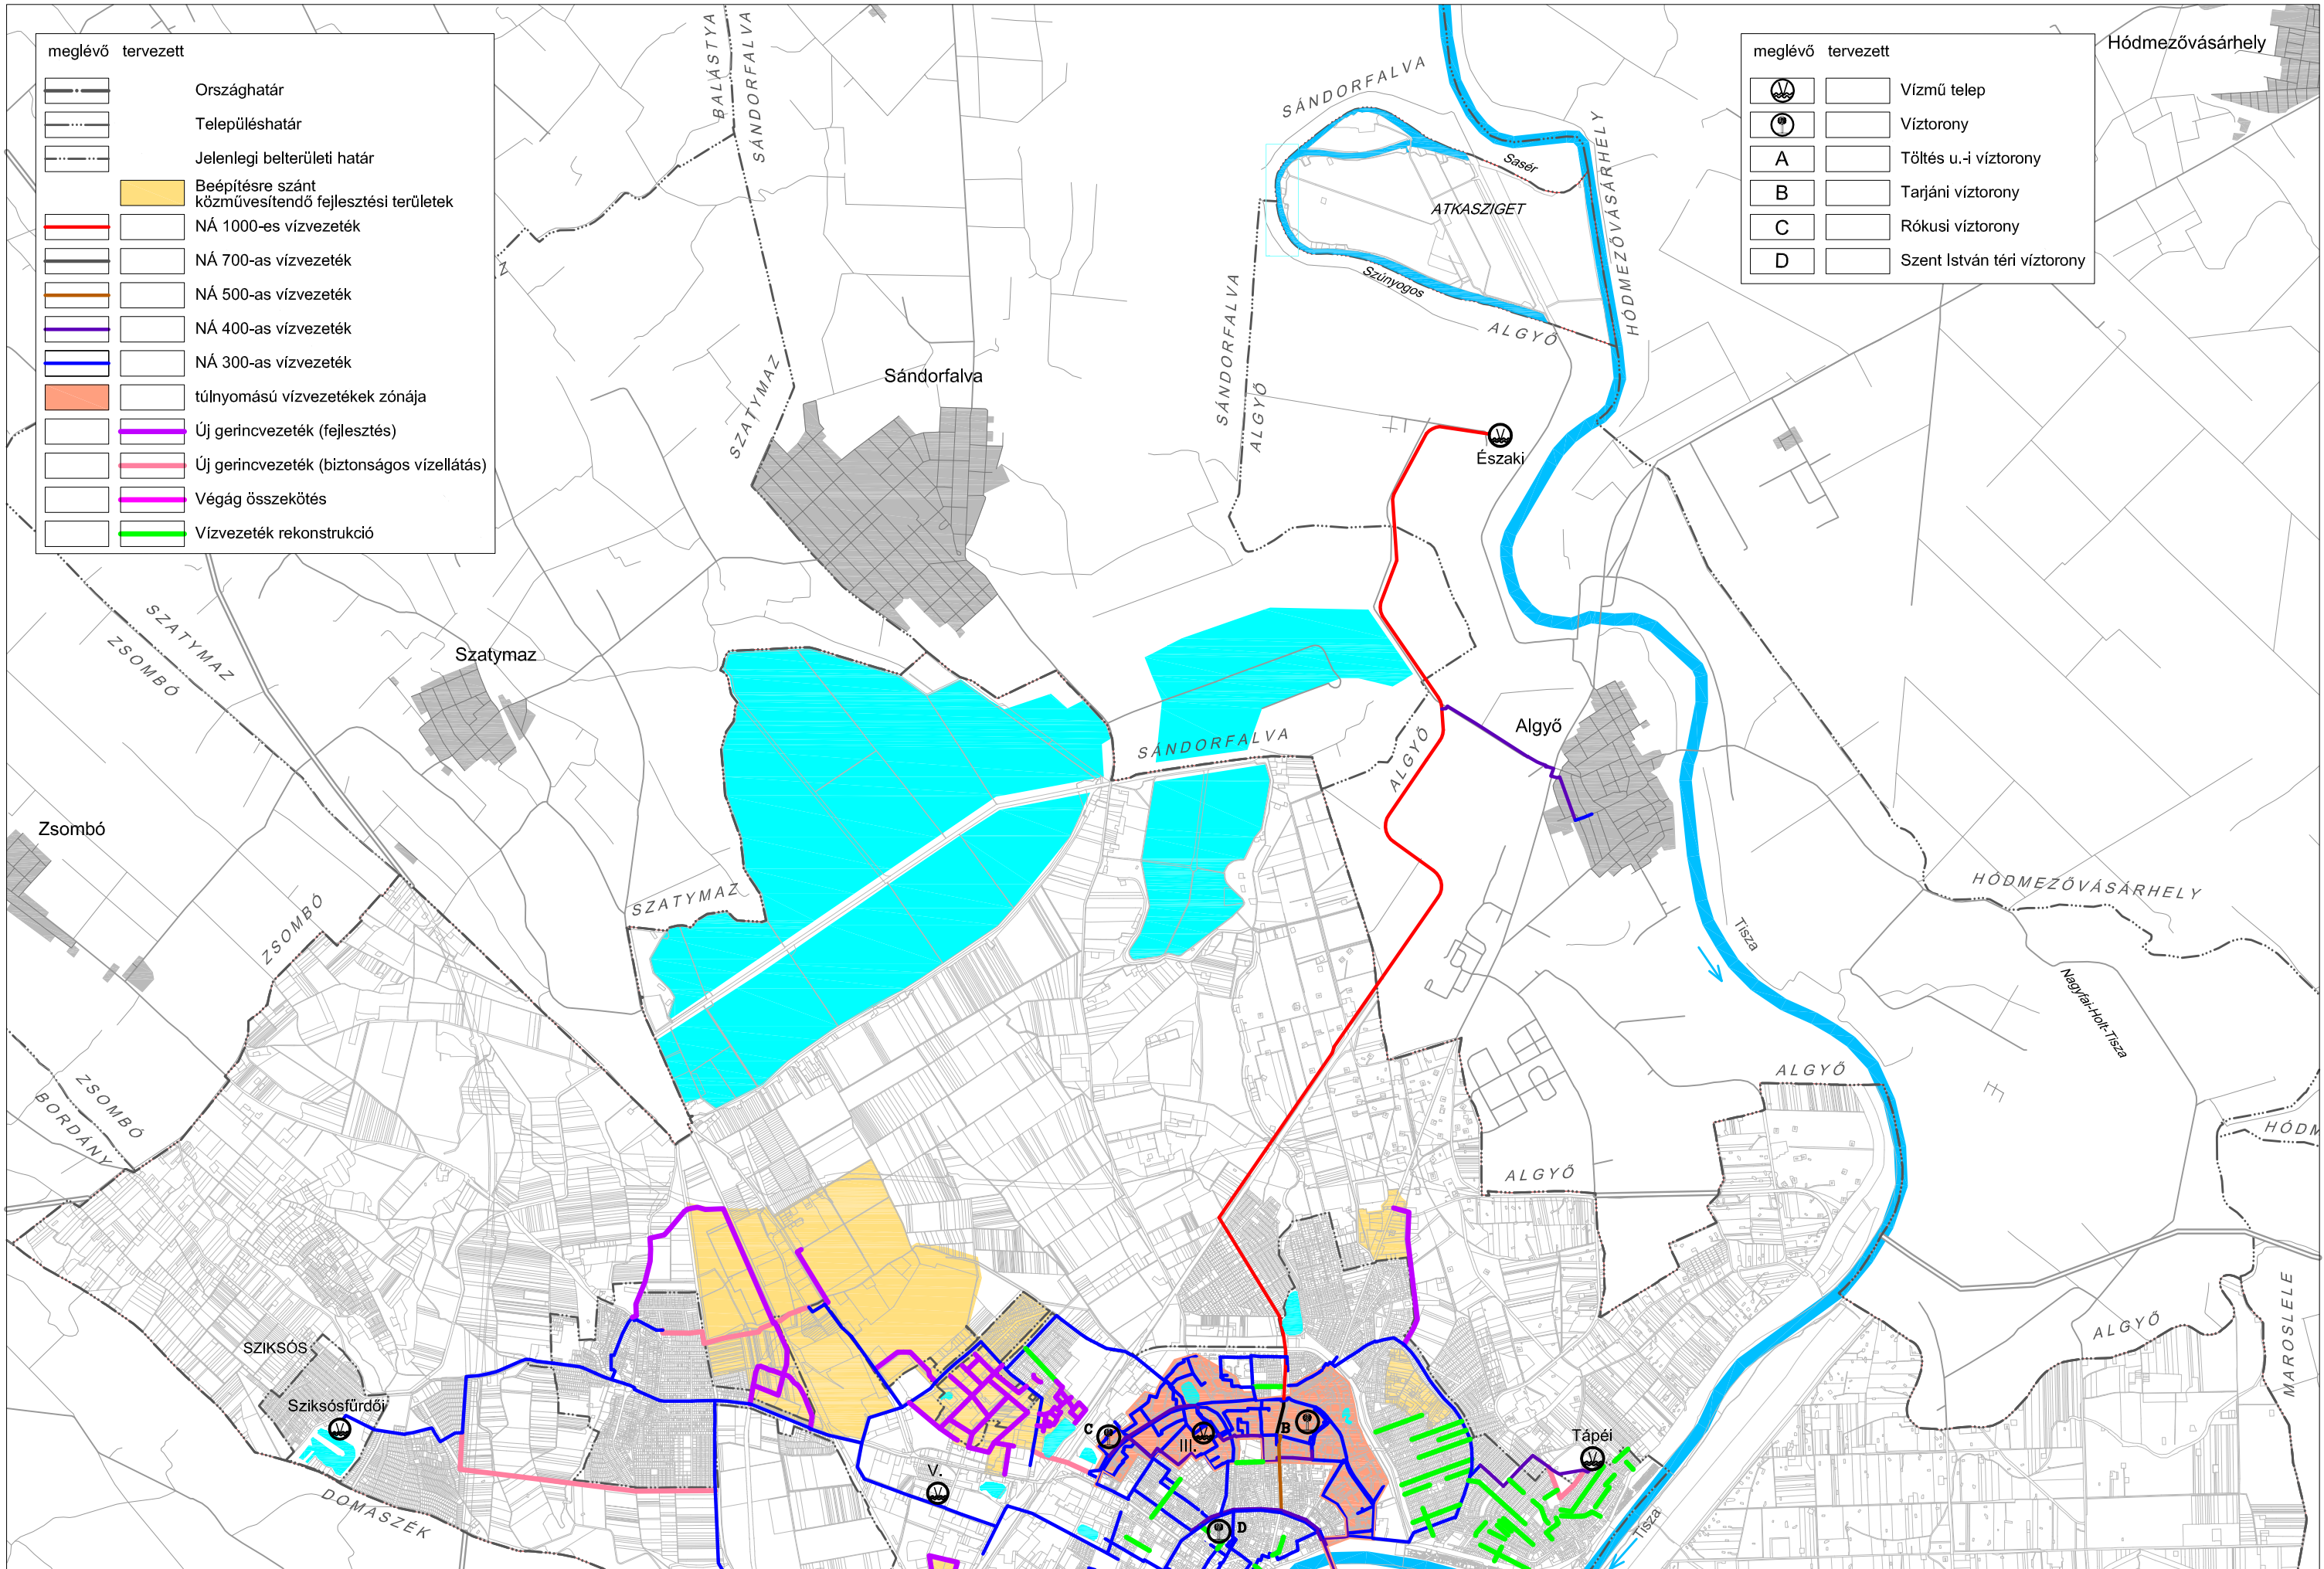 meglévő tervezett
Országhatár
Településhatár
Jelenlegi belterületi határ
Beépítésre szánt
közművesítendő fejlesztési területek
NÁ 1000-es vízvezeték
NÁ 700-as vízvezeték
NÁ 500-as vízvezeték
NÁ 400-as vízvezeték
NÁ 300-as vízvezeték
túlnyomású vízvezetékek zónája
Új gerincvezeték (fejlesztés)
Új gerincvezeték (biztonságos vízellátás)
Végág összekötés
Vízvezeték rekonstrukció
meglévő tervezett
Vízmű telep
Víztorony
A Töltés u.-i víztorony
B Tarjáni víztorony
C Rókusi víztorony
D Szent István téri víztorony
Hódmezővásárhely
BALÁSTYA
SÁNDORFALVA
SÁNDORFALVA
HÓDMEZŐVÁSÁRHELY
Sasér
ATKASZIGET
Szúnyogos
ALGYŐ
SÁNDORFALVA
ALGYŐ
SZATYMAZ
Sándorfalva
Északi
SZATYMAZ
ZSOMBÓ
Szatymaz
Algyő
SÁNDORFALVA
ALGYŐ
Zsombó
SZATYMAZ
ZSOMBÓ
HÓDMEZŐVÁSÁRHELY
Tisza
Nagyfai-Holt-Tisza
ZSOMBÓ
BORDÁNY
ALGYŐ
HÓDM
ALGYŐ
MAROSLELE
ALGYŐ
SZIKSÓS
Sziksósfürdői
C
III.
B
Tápéi
V.
D
DOMASZÉK
Tisza